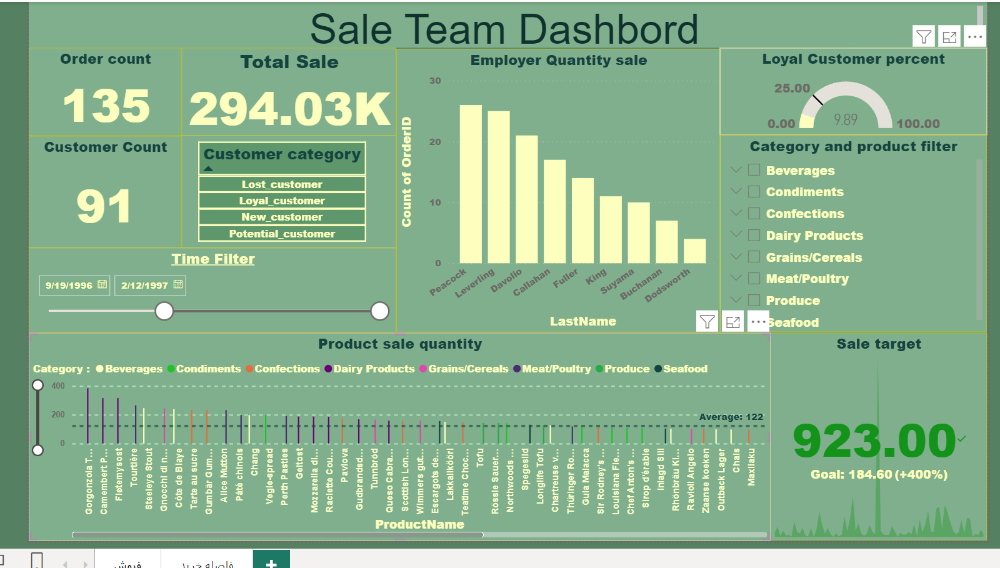 Sale Team Dashbord
Order count
135
Total Sale
294.03K
Customer Count
91
Customer category
Lost_customer
Loyal_customer
New_customer
Potential_customer
Time Filter
9/19/1996
2/12/1997
Employer Quantity sale
Count of OrderID
30
20
10
0
Peacock
Leverling
Davolio
Callahan
Fuller
King
Suyama
Buchanan
Dodsworth
LastName
Loyal Customer percent
25.00
0.00
9.89
100.00
Category and product filter
Beverages
Condiments
Confections
Dairy Products
Grains/Cereals
Meat/Poultry
Produce
Seafood
Product sale quantity
Category : Beverages Condiments Confections Dairy Products Grains/Cereals Meat/Poultry Produce Seafood
400
200
0
Average: 122
Gorgonzola T...
Camembert P...
Fløtemysost
Tourtière
Steeleye Stout
Gnocchi di n...
Côte de Blaye
Tarte au sucre
Gumbär Gum...
Alice Mutton
Pâté chinois
Chang
Vegie-spread
Perth Pasties
Geitost
Mozzarella di...
Raclette Cou...
Pavlova
Gudbrandsd...
Tunnbröd
Queso Cabra...
Scottish Lon...
Wimmers gut...
Escargots de...
Lakkalikööri
Teatime Choc...
Tofu
Rössle Sauer...
Northwoods ...
Spegesild
Longlife Tofu
Chartreuse v...
Thüringer Ro...
Gula Malacca
Sir Rodney's ...
Louisiana Fie...
Chef Anton's ...
Sirop d'érable
Inlagd Sill
Rhönbräu Kl...
Ravioli Angelo
Zaanse koeken
Outback Lager
Chais
Maxilaku
ProductName
Sale target
923.00
Goal: 184.60 (+400%)
فروش
فاصله خرید